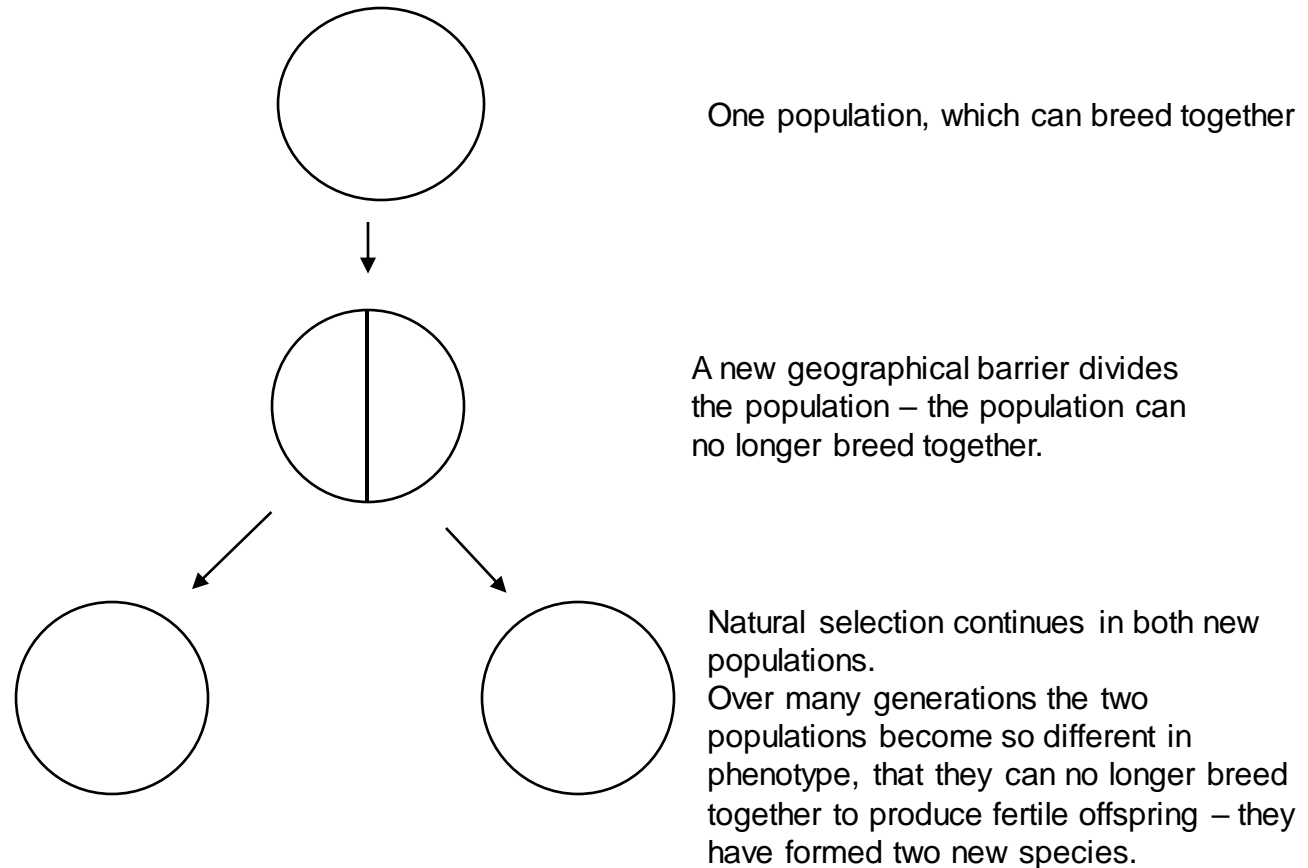 One population, which can breed together
A new geographical barrier divides
the population – the population can
no longer breed together.
Natural selection continues in both new
populations.
Over many generations the two
populations become so different in
phenotype, that they can no longer breed
together to produce fertile offspring – they
have formed two new species.